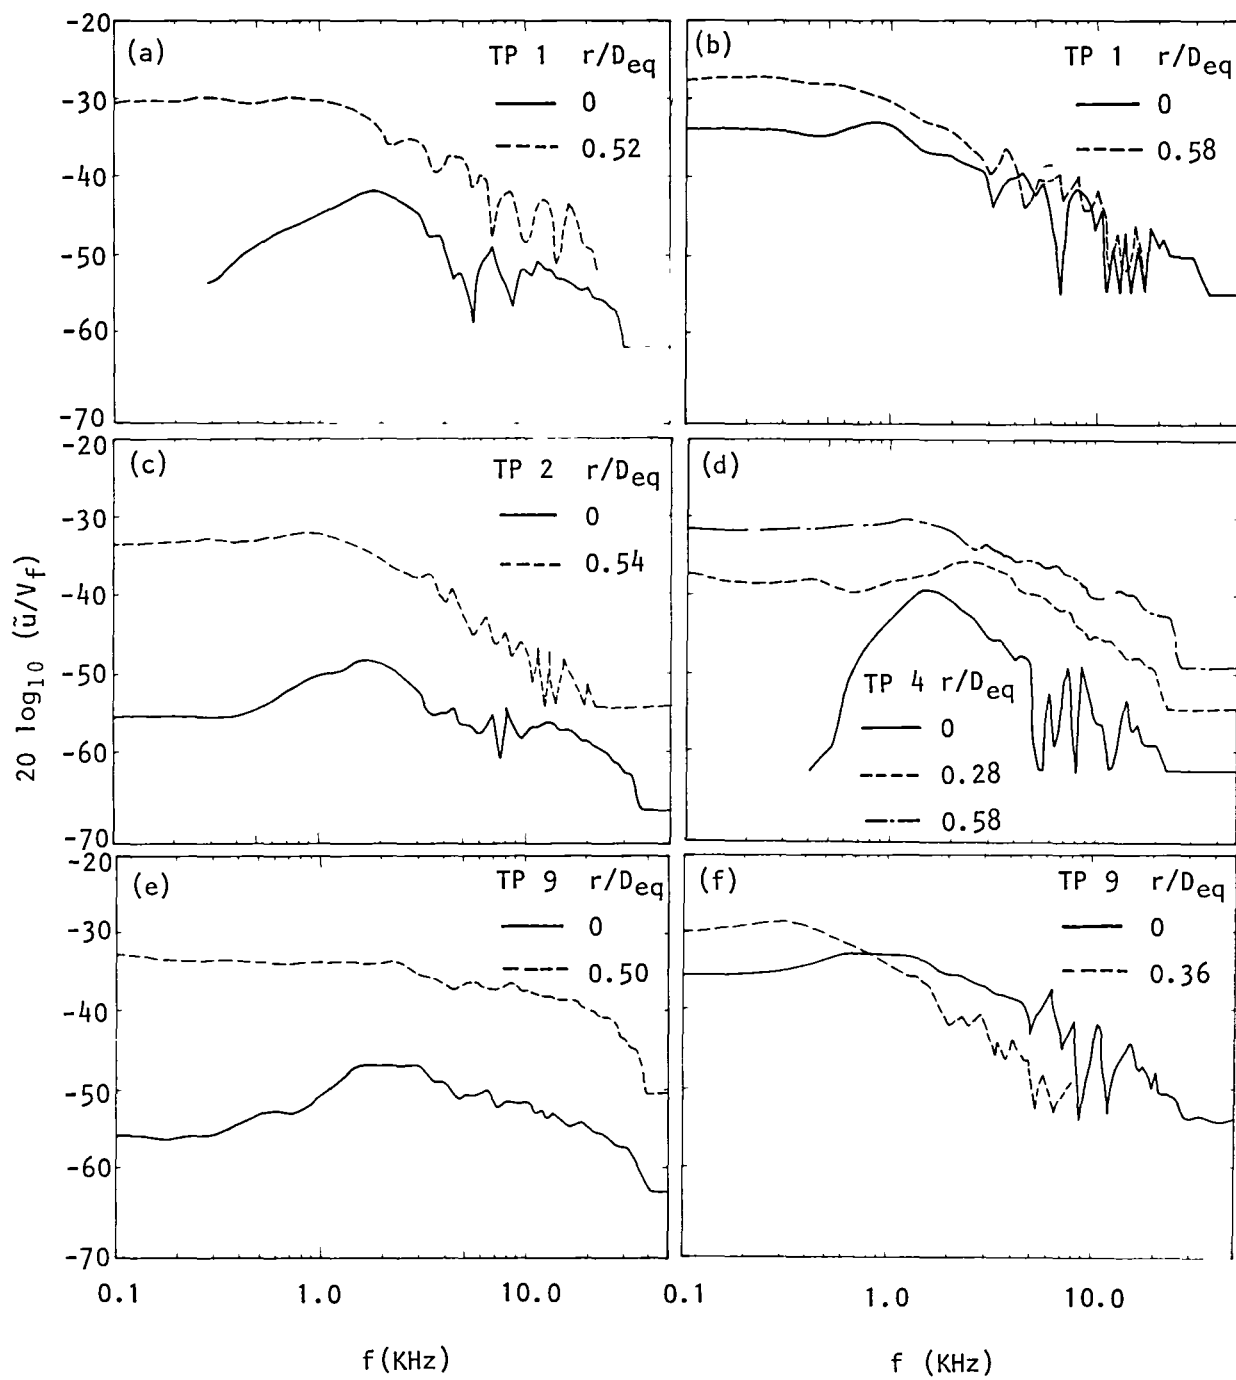 (a)
TP 1 r/Deq
0
0.52
(b)
TP 1 r/Deq
0
0.58
-20
-30
-40
-50
-60
-70
(c)
TP 2 r/Deq
0
0.54
(d)
TP 4 r/Deq
0
0.28
0.58
-20
-30
-40
-50
-60
-70
20 log10 (ũ/Vf)
(e)
TP 9 r/Deq
0
0.50
(f)
TP 9 r/Deq
0
0.36
-20
-30
-40
-50
-60
-70
0.1 1.0 10.0 0.1 1.0 10.0
f(KHz) f (KHz)